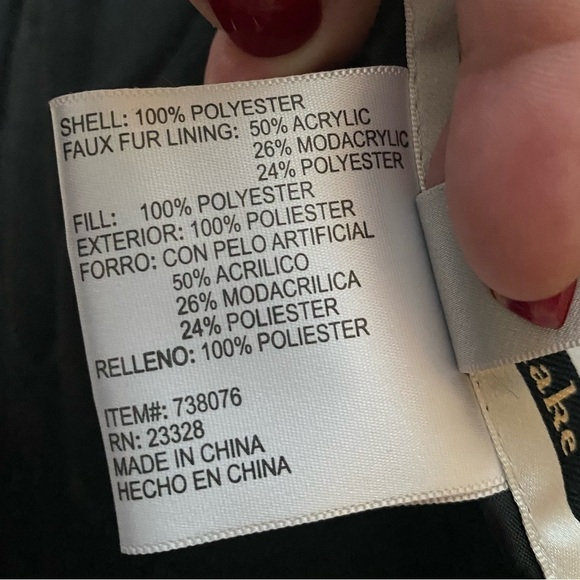 SHELL: 100% POLYESTER
FAUX FUR LINING: 50% ACRYLIC
26% MODACRYLIC
24% POLYESTER
FILL: 100% POLYESTER
EXTERIOR: 100% POLIESTER
FORRO: CON PELO ARTIFICIAL
50% ACRILICO
26% MODACRILICA
24% POLIESTER
RELLENO: 100% POLIESTER
ITEM#: 738076
RN: 23328
MADE IN CHINA
HECHO EN CHINA